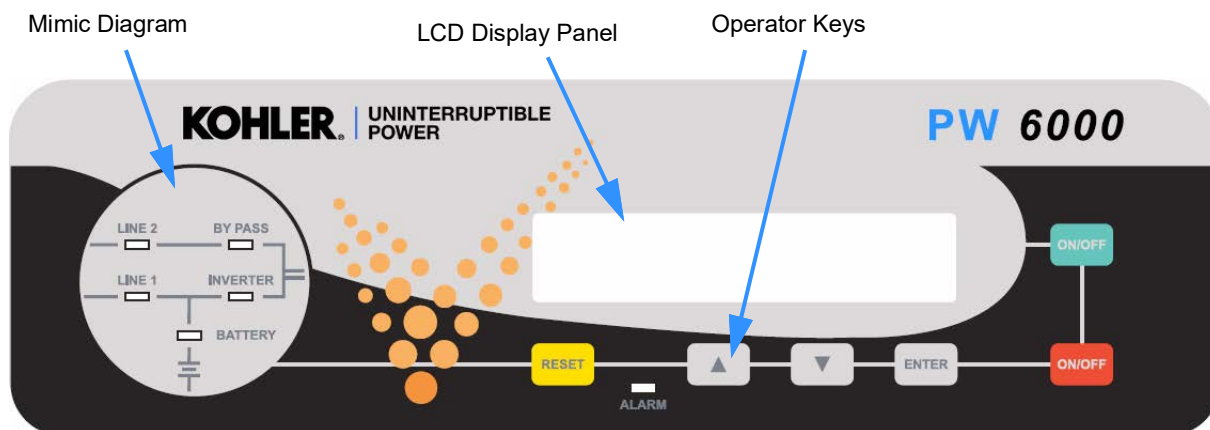 Mimic Diagram
LCD Display Panel
Operator Keys
KOHLER® | UNINTERRUPTIBLE
POWER
PW 6000
LINE 2
BY PASS
LINE 1
INVERTER
BATTERY
ON/OFF
RESET
▲
▼
ENTER
ON/OFF
ALARM